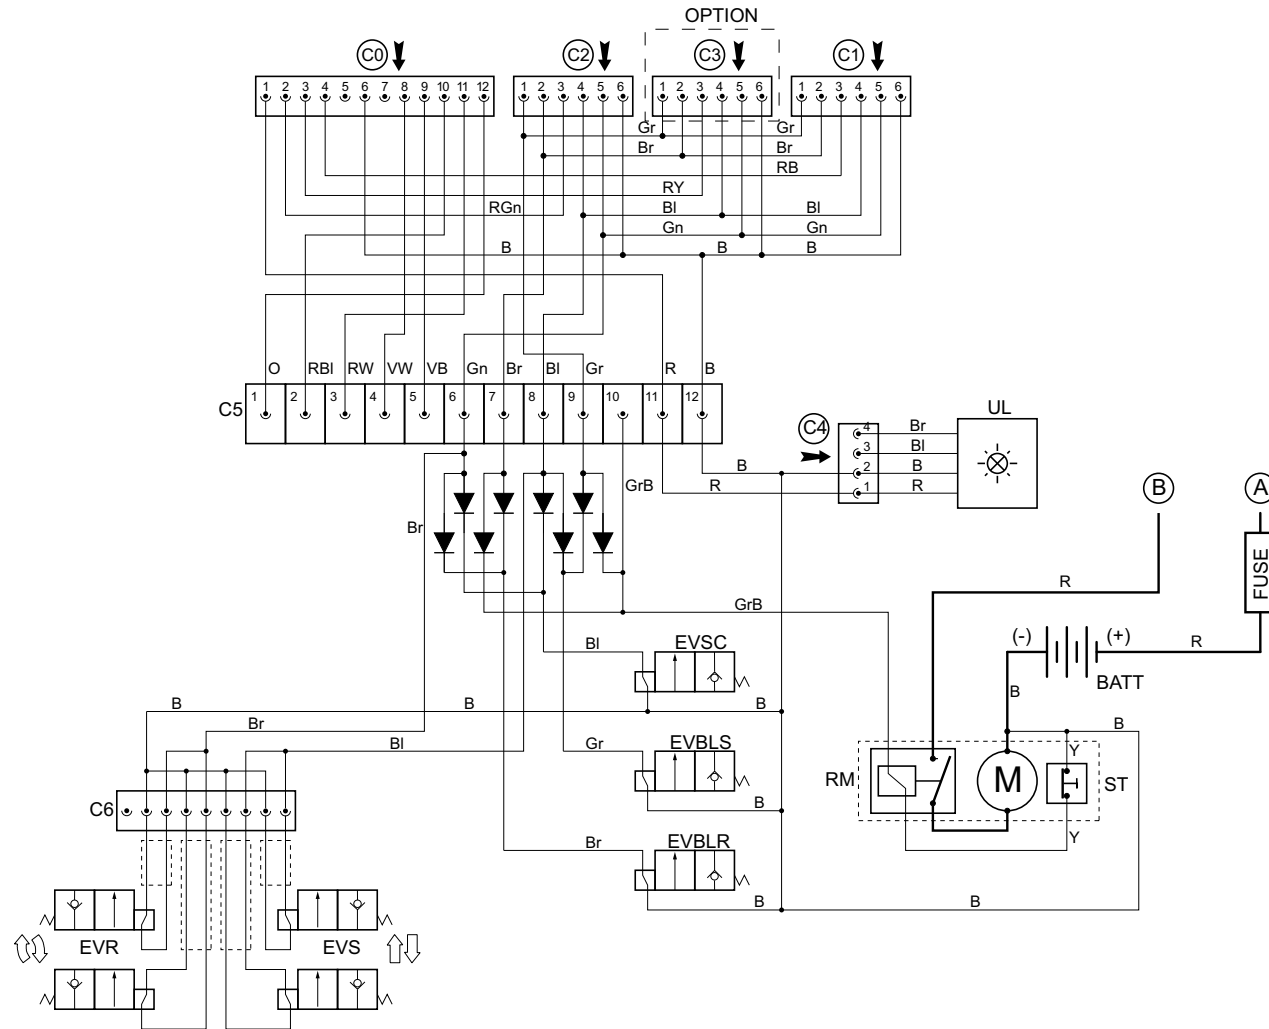 OPTION
C0 C2 C3 C1
1 2 3 4 5 6 7 8 9 10 11 12 1 2 3 4 5 6 1 2 3 4 5 6 1 2 3 4 5 6
Gr Gr
Br Br
RB
RY
RGn Bl Bl
Gn Gn
B B B
O RBl RW VW VB Gn Br Bl Gr R B
C5 1 2 3 4 5 6 7 8 9 10 11 12
UL
C4 4 Br
3 Bl
B 2 B
R 1 R
GrB
B A
Br
R
FUSE
GrB
(-) (+) R
Bl EVSC
BATT
B
B B B
Br B
Bl Gr EVBLS Y
RM M ST
C6 B
Y
Br EVBLR
B B
EVR EVS